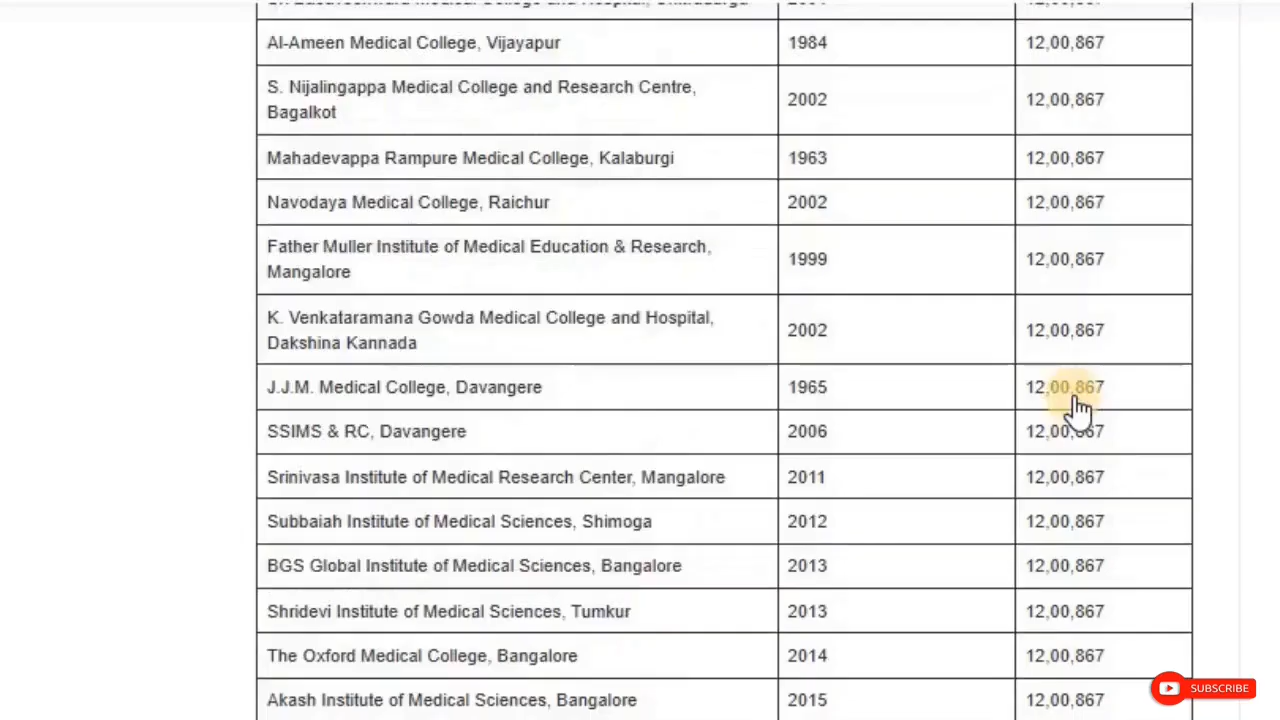 Al-Ameen Medical College, Vijayapur 1984 12,00,867
S. Nijalingappa Medical College and Research Centre,
Bagalkot 2002 12,00,867
Mahadevappa Rampure Medical College, Kalaburgi 1963 12,00,867
Navodaya Medical College, Raichur 2002 12,00,867
Father Muller Institute of Medical Education & Research,
Mangalore 1999 12,00,867
K. Venkataramana Gowda Medical College and Hospital,
Dakshina Kannada 2002 12,00,867
J.J.M. Medical College, Davangere 1965 12,00,867
SSIMS & RC, Davangere 2006 12,00,867
Srinivasa Institute of Medical Research Center, Mangalore 2011 12,00,867
Subbaiah Institute of Medical Sciences, Shimoga 2012 12,00,867
BGS Global Institute of Medical Sciences, Bangalore 2013 12,00,867
Shridevi Institute of Medical Sciences, Tumkur 2013 12,00,867
The Oxford Medical College, Bangalore 2014 12,00,867
Akash Institute of Medical Sciences, Bangalore 2015 12,00,867
SUBSCRIBE